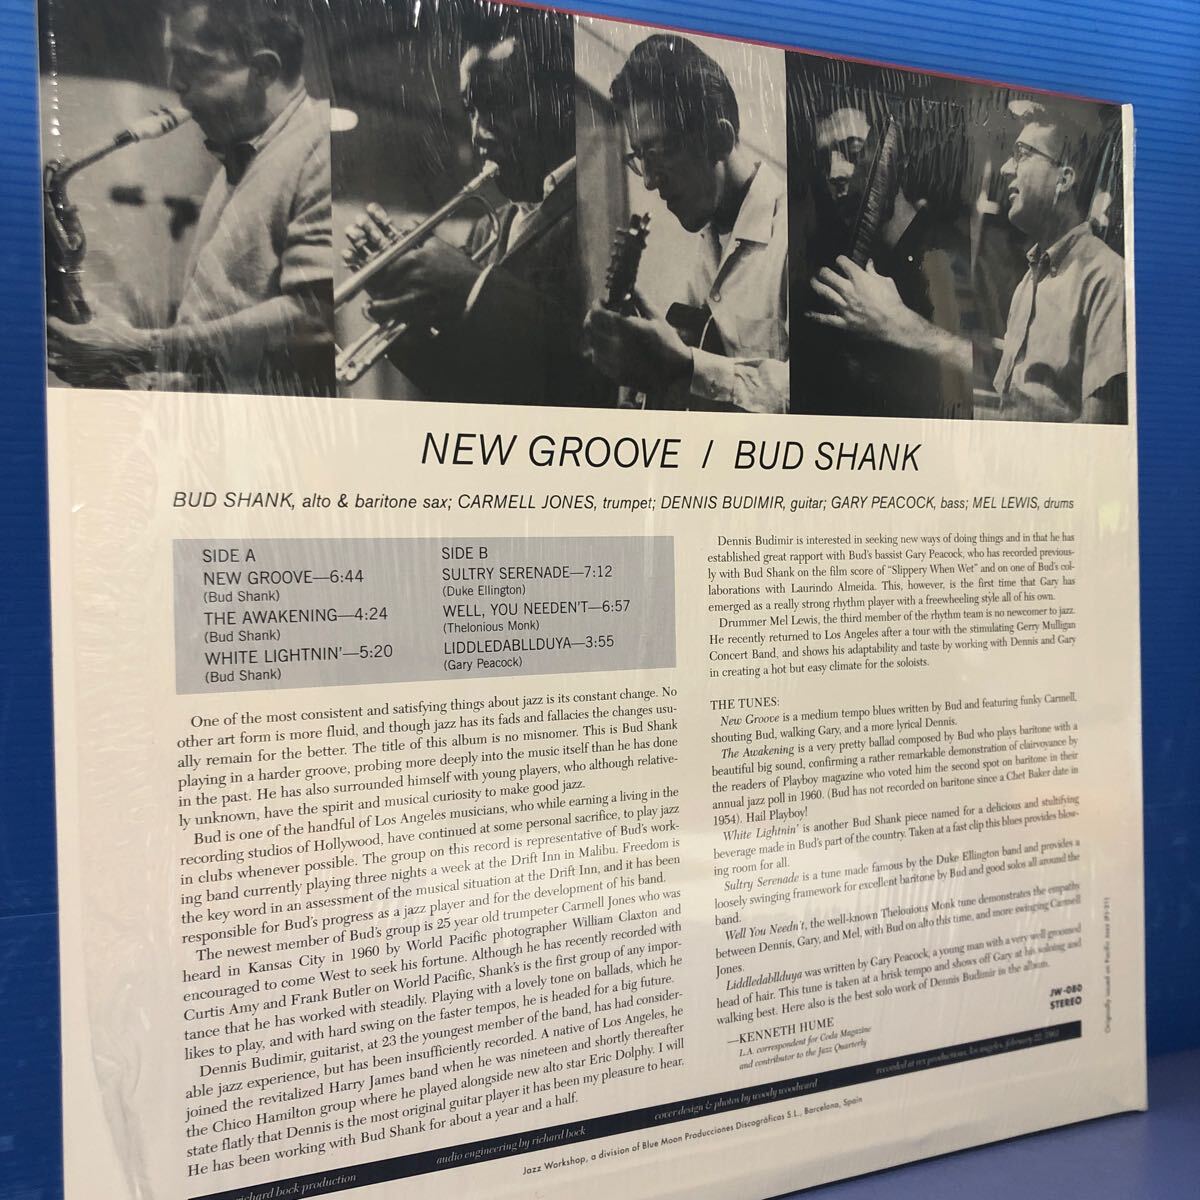 NEW GROOVE / BUD SHANK
BUD SHANK, alto & baritone sax; CARMELL JONES, trumpet; DENNIS BUDIMIR, guitar; GARY PEACOCK, bass; MEL LEWIS, drums
SIDE A
NEW GROOVE—6:44
(Bud Shank)
THE AWAKENING—4:24
(Bud Shank)
WHITE LIGHTNIN'—5:20
(Bud Shank)
SIDE B
SULTRY SERENADE—7:12
(Duke Ellington)
WELL, YOU NEEDEN'T—6:57
(Thelonious Monk)
LIDDLEDABLLDUYA—3:55
(Gary Peacock)
One of the most consistent and satisfying things about jazz is its constant change. No
other art form is more fluid, and though jazz has its fads and fallacies the changes usu-
ally remain for the better. The title of this album is no misnomer. This is Bud Shank
playing in a harder groove, probing more deeply into the music itself than he has done
in the past. He has also surrounded himself with young players, who although relative-
ly unknown, have the spirit and musical curiosity to make good jazz.
Bud is one of the handful of Los Angeles musicians, who while earning a living in the
recording studios of Hollywood, have continued at some personal sacrifice, to play jazz
in clubs whenever possible. The group on this record is representative of Bud's work-
ing band currently playing three nights a week at the Drift Inn in Malibu. Freedom is
the key word in an assessment of the musical situation at the Drift Inn, and it has been
responsible for Bud's progress as a jazz player and for the development of his band.
The newest member of Bud's group is 25 year old trumpeter Carmell Jones who was
heard in Kansas City in 1960 by World Pacific photographer William Claxton and
encouraged to come West to seek his fortune. Although he has recently recorded with
Curtis Amy and Frank Butler on World Pacific, Shank's is the first group of any impor-
tance that he has worked with steadily. Playing with a lovely tone on ballads, which he
likes to play, and with hard swing on the faster tempos, he is headed for a big future.
Dennis Budimir, guitarist, at 23 the youngest member of the band, has had consider-
able jazz experience, but has been insufficiently recorded. A native of Los Angeles, he
joined the revitalized Harry James band when he was nineteen and shortly thereafter
the Chico Hamilton group where he played alongside new alto star Eric Dolphy. I will
state flatly that Dennis is the most original guitar player it has been my pleasure to hear.
He has been working with Bud Shank for about a year and a half.
Dennis Budimir is interested in seeking new ways of doing things and in that he has
established great rapport with Bud's bassist Gary Peacock, who has recorded previous-
ly with Bud Shank on the film score of "Slippery When Wet" and on one of Bud's col-
laborations with Laurindo Almeida. This, however, is the first time that Gary has
emerged as a really strong rhythm player with a freewheeling style all of his own.
Drummer Mel Lewis, the third member of the rhythm team is no newcomer to jazz.
He recently returned to Los Angeles after a tour with the stimulating Gerry Mulligan
Concert Band, and shows his adaptability and taste by working with Dennis and Gary
in creating a hot but easy climate for the soloists.
THE TUNES:
New Groove is a medium tempo blues written by Bud and featuring funky Carmell,
shouting Bud, walking Gary, and a more lyrical Dennis.
The Awakening is a very pretty ballad composed by Bud who plays baritone with a
beautiful big sound, confirming a rather remarkable demonstration of clairvoyance by
the readers of Playboy magazine who voted him the second spot on baritone in their
annual jazz poll in 1960. (Bud has not recorded on baritone since a Chet Baker date in
1954). Hail Playboy!
White Lightnin' is another Bud Shank piece named for a delicious and stultifying
beverage made in Bud's part of the country. Taken at a fast clip this blues provides blow-
ing room for all.
Sultry Serenade is a tune made famous by the Duke Ellington band and provides a
loosely swinging framework for excellent baritone by Bud and good solos all around the
band.
Well You Needn't, the well-known Thelouious Monk tune demonstrates the empathy
between Dennis, Gary, and Mel, with Bud on alto this time, and more swinging Carmell
Jones.
Liddledabllduya was written by Gary Peacock, a young man with a very well groomed
head of hair. This tune is taken at a brisk tempo and shows off Gary at his soloing and
walking best. Here also is the best solo work of Dennis Budimir in the album.
—KENNETH HUME
L.A. correspondent for Coda Magazine
and contributor to the Jazz Quarterly
JW-080
STEREO
Originally issued on Pacific Jazz (PJ-21)
richard bock production
audio engineering by richard bock
cover design & photos by woody woodward
recorded at rex productions, los angeles, february 22, 1961
Jazz Workshop, a division of Blue Moon Producciones Discográficas S.L., Barcelona, Spain